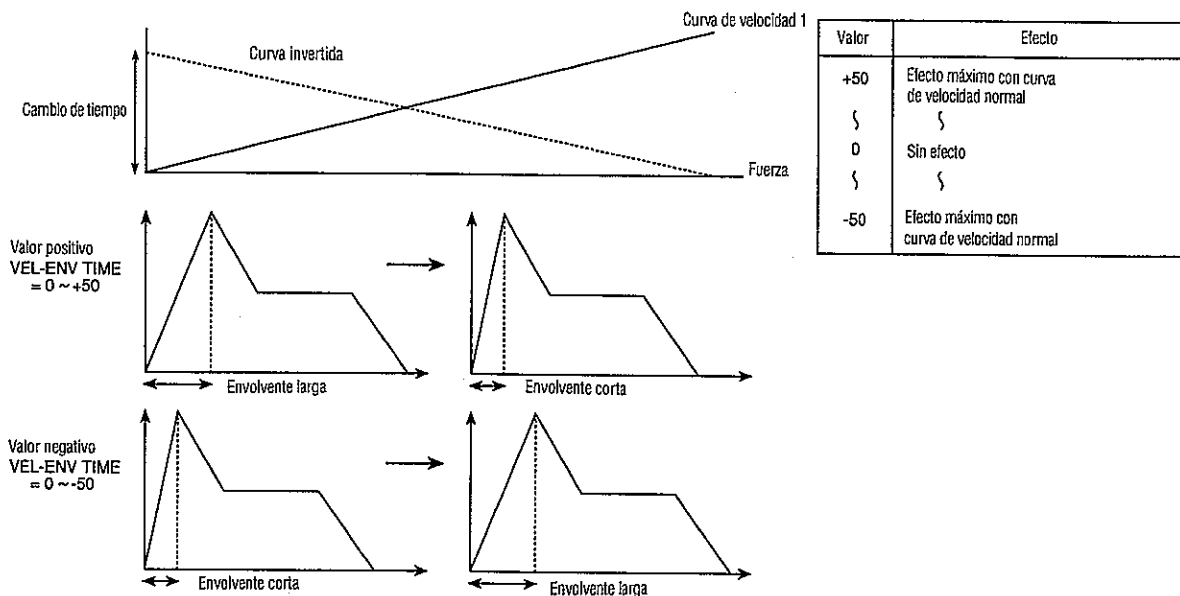 Curva de velocidad 1
Curva invertida
Cambio de tiempo
Fuerza
Valor Efecto
+50 Efecto máximo con curva
de velocidad normal
0 Sin efecto
-50 Efecto máximo con
curva de velocidad normal
Valor positivo
VEL-ENV TIME
= 0 ~ +50
Envolvente larga
Envolvente corta
Valor negativo
VEL-ENV TIME
= 0 ~ -50
Envolvente corta
Envolvente larga